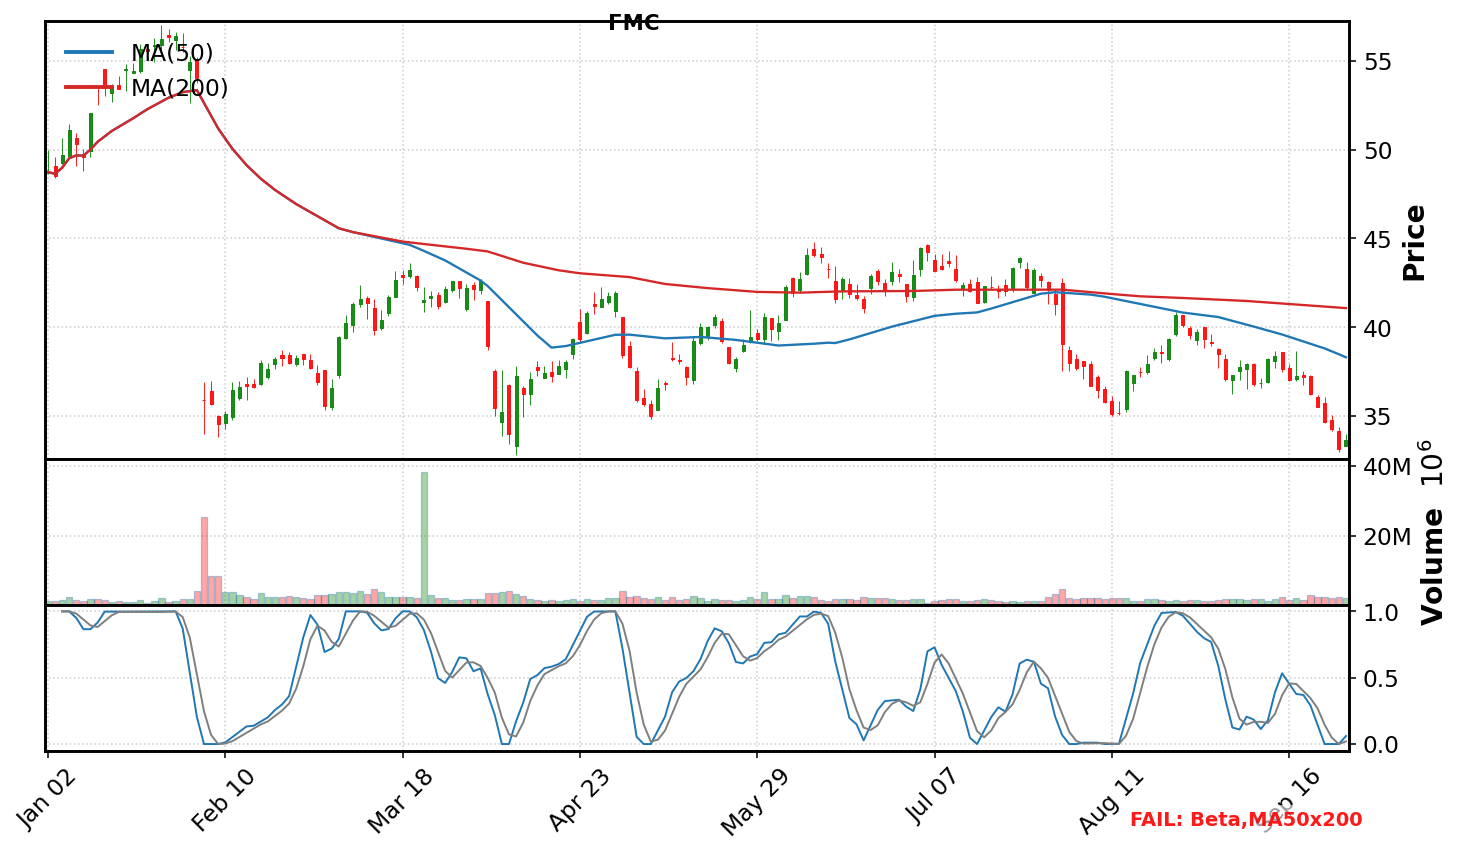 FMC
MA(50)
MA(200)
55
50
45
40
35
Price
40M
20M
Volume 10^6
1.0
0.5
0.0
Jan 02
Feb 10
Mar 18
Apr 23
May 29
Jul 07
Aug 11
Sep 16
FAIL: Beta,MA50x200